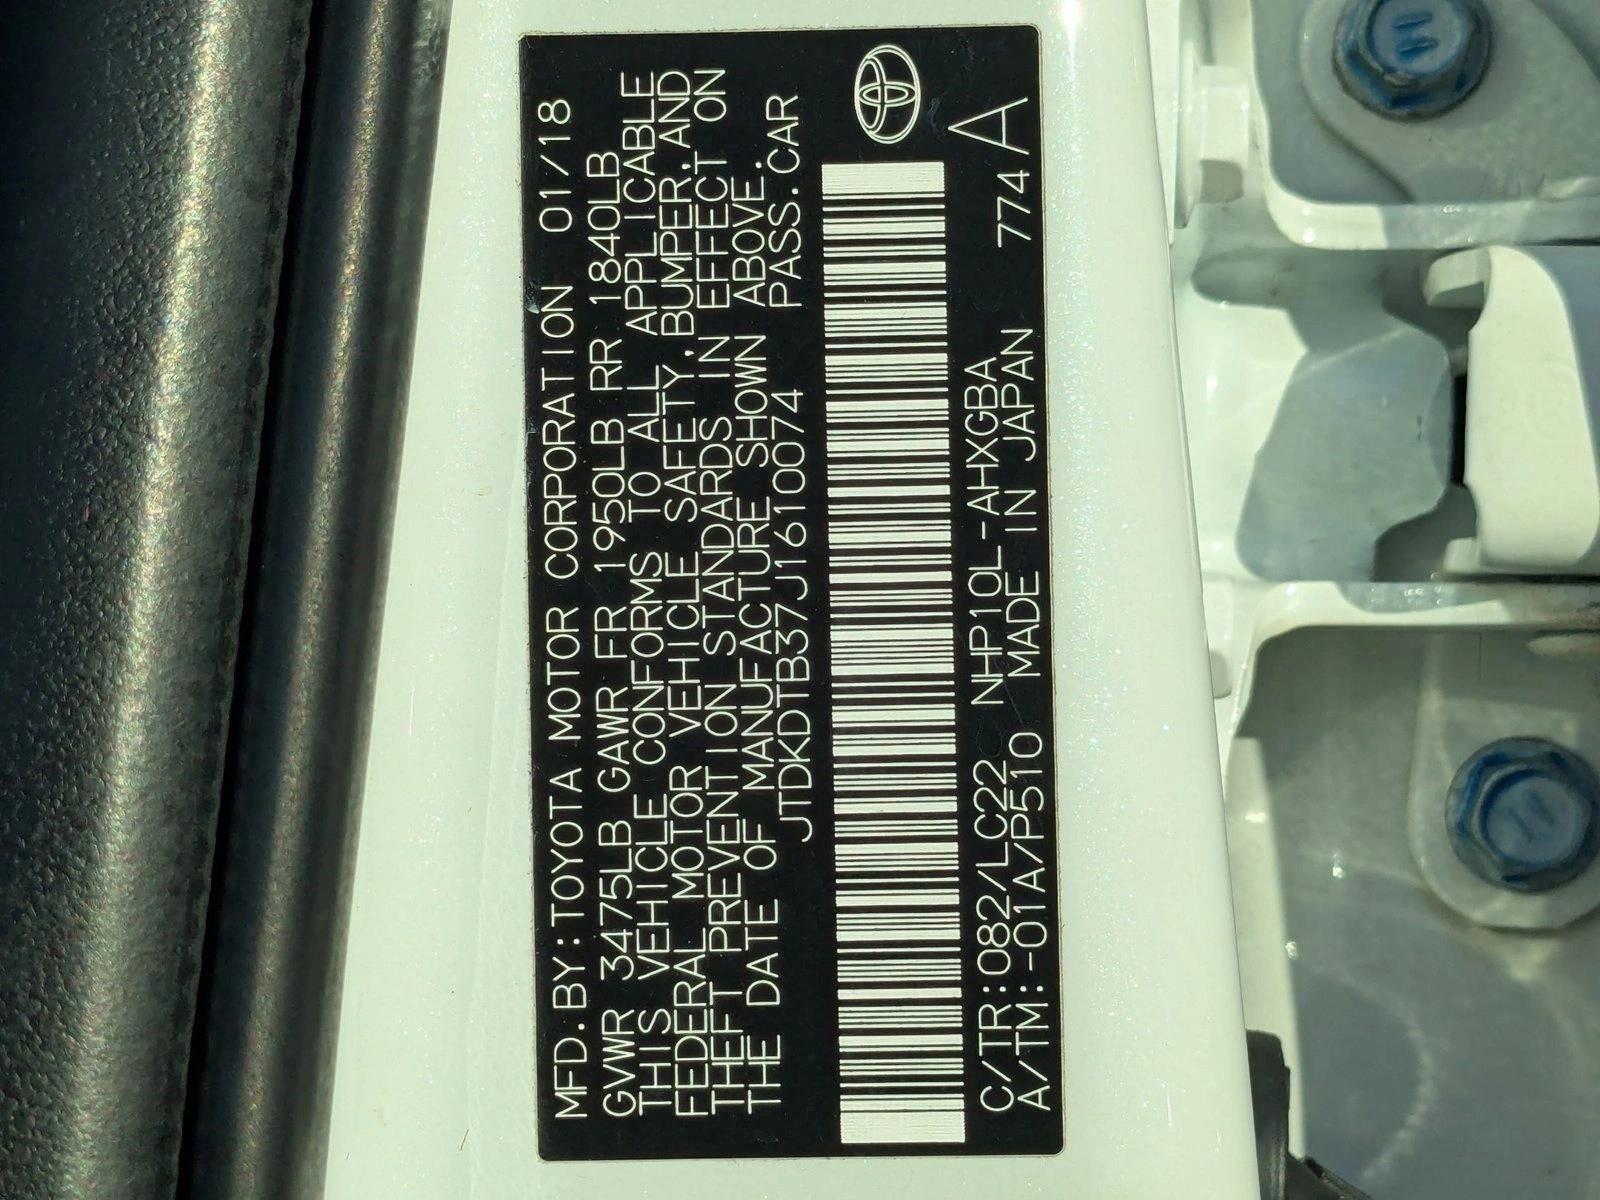 MFD.BY:TOYOTA MOTOR CORPORATION 01/18
GVWR 3475LB GAWR FR 1950LB RR 1840LB
THIS VEHICLE CONFORMS TO ALL APPLICABLE
FEDERAL MOTOR VEHICLE SAFETY,BUMPER,AND
THEFT PREVENTION STANDARDS IN EFFECT ON
THE DATE OF MANUFACTURE SHOWN ABOVE.
JTDKDTB37J1610074 PASS.CAR
C/TR:082/LC22 NHP10L-AHXGBA 774 A
A/TM:-01A/P510 MADE IN JAPAN